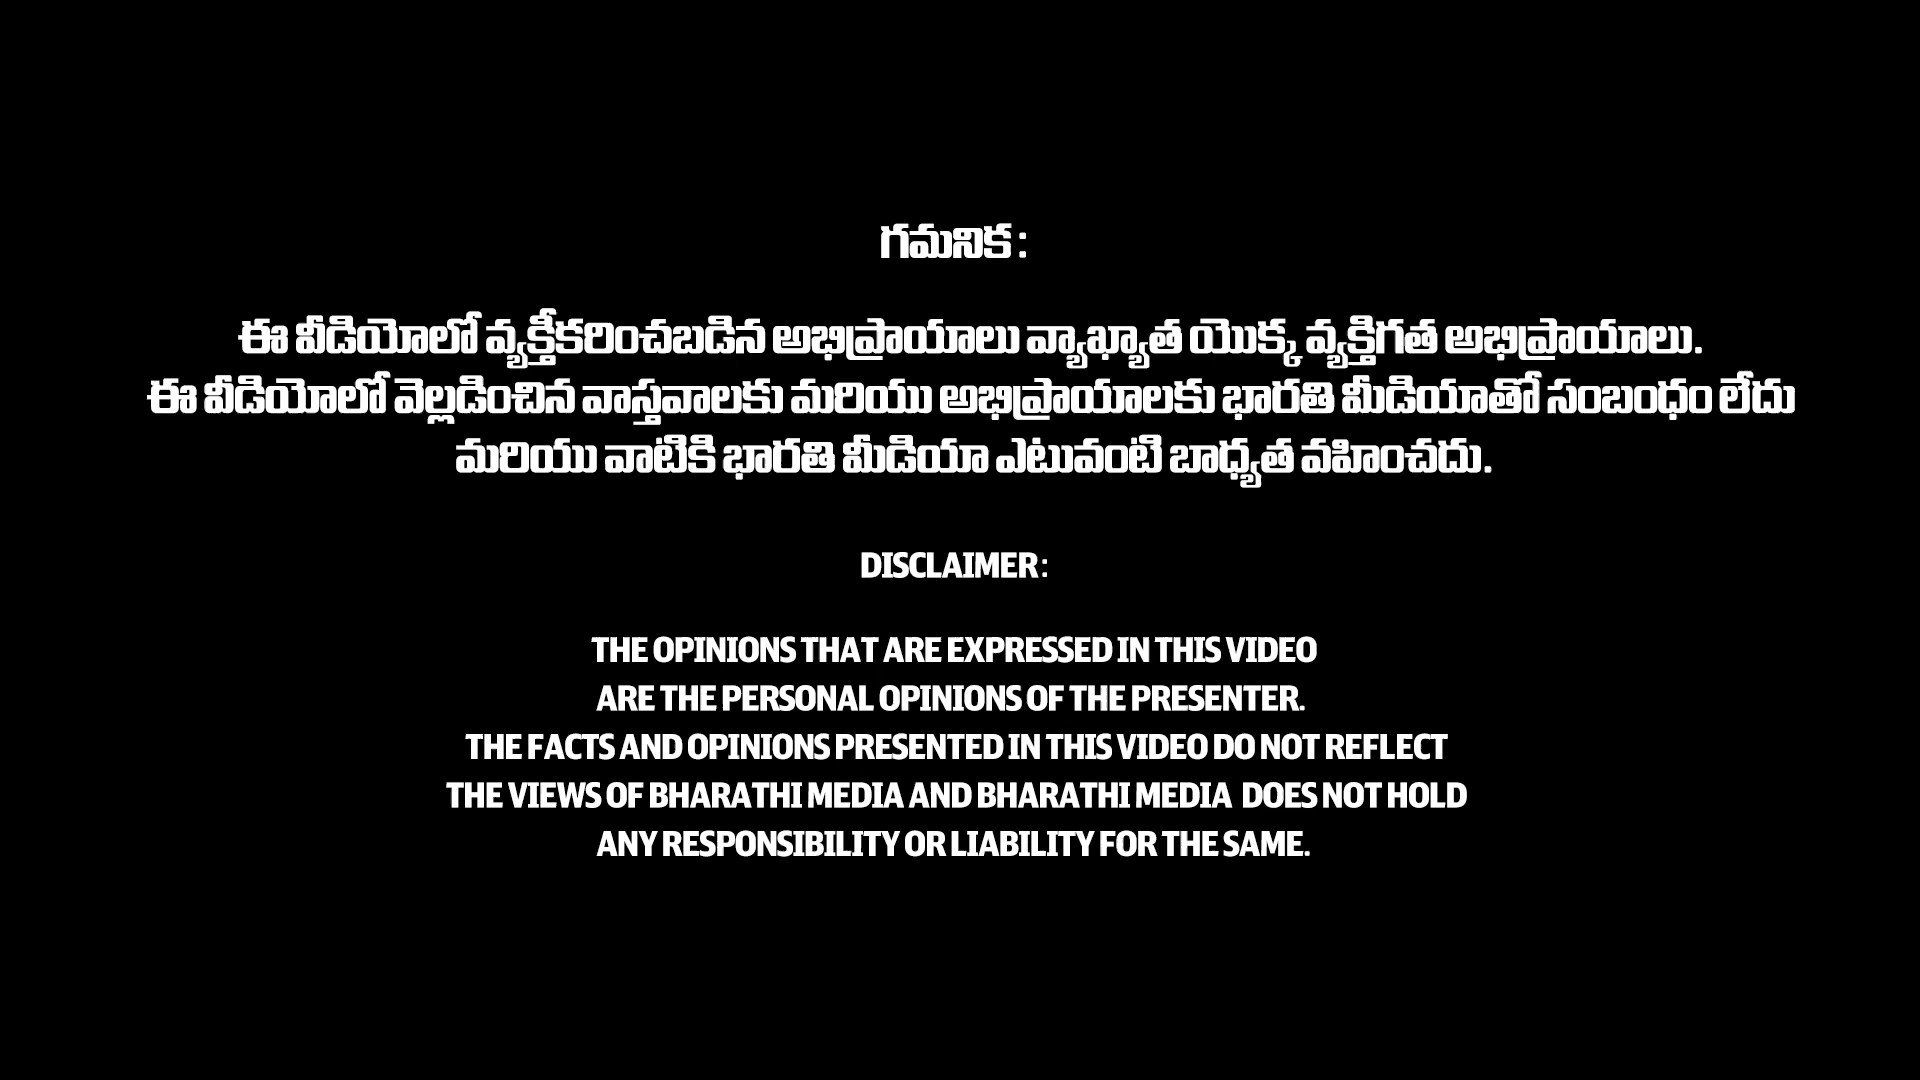 గమనిక :
ఈ వీడియోలో వ్యక్తీకరించబడిన అభిప్రాయాలు వ్యాఖ్యాత యొక్క వ్యక్తిగత అభిప్రాయాలు.
ఈ వీడియోలో వెల్లడించిన వాస్తవాలకు మరియు అభిప్రాయాలకు భారతి మీడియాతో సంబంధం లేదు
మరియు వాటికి భారతి మీడియా ఎటువంటి బాధ్యత వహించదు.
DISCLAIMER :
THE OPINIONS THAT ARE EXPRESSED IN THIS VIDEO
ARE THE PERSONAL OPINIONS OF THE PRESENTER.
THE FACTS AND OPINIONS PRESENTED IN THIS VIDEO DO NOT REFLECT
THE VIEWS OF BHARATHI MEDIA AND BHARATHI MEDIA DOES NOT HOLD
ANY RESPONSIBILITY OR LIABILITY FOR THE SAME.